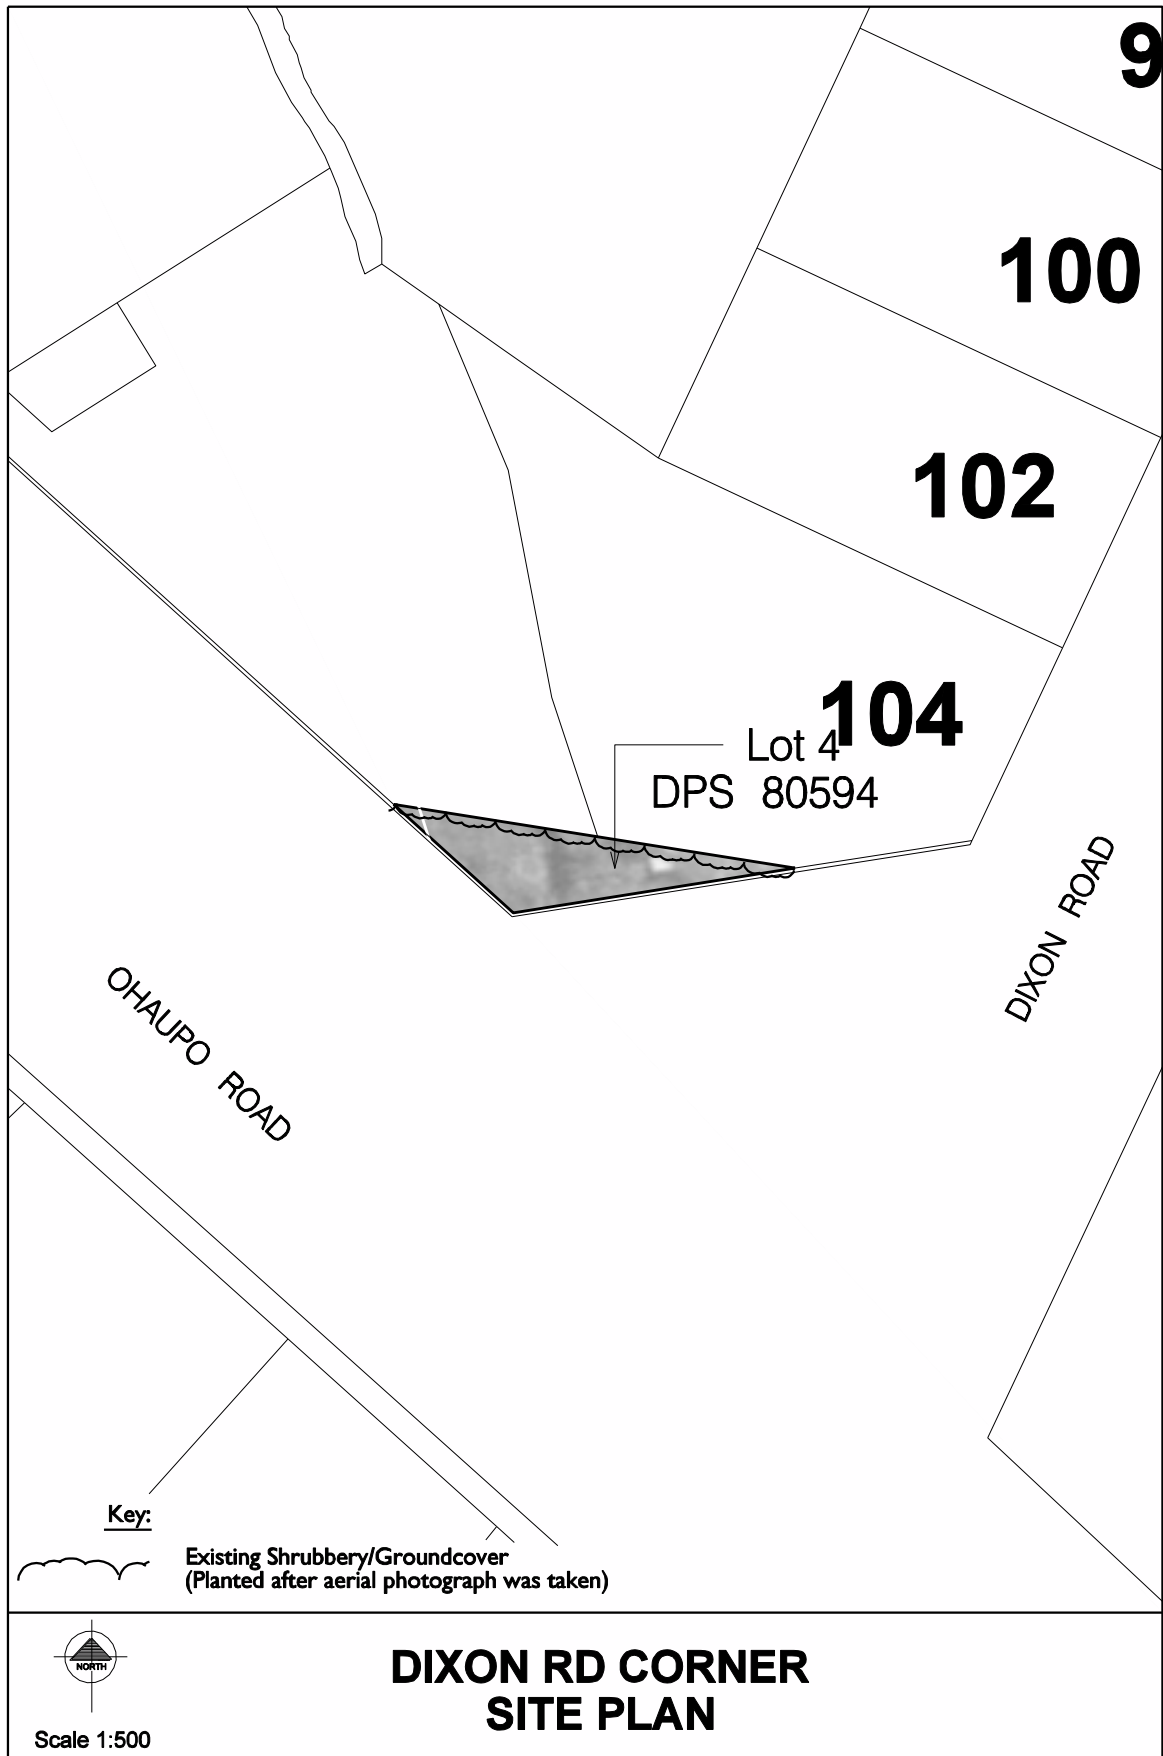 9
100
102
104
Lot 4
DPS 80594
DIXON ROAD
OHAUPO ROAD
Key:
Existing Shrubbery/Groundcover
(Planted after aerial photograph was taken)
NORTH
Scale 1:500
DIXON RD CORNER
SITE PLAN